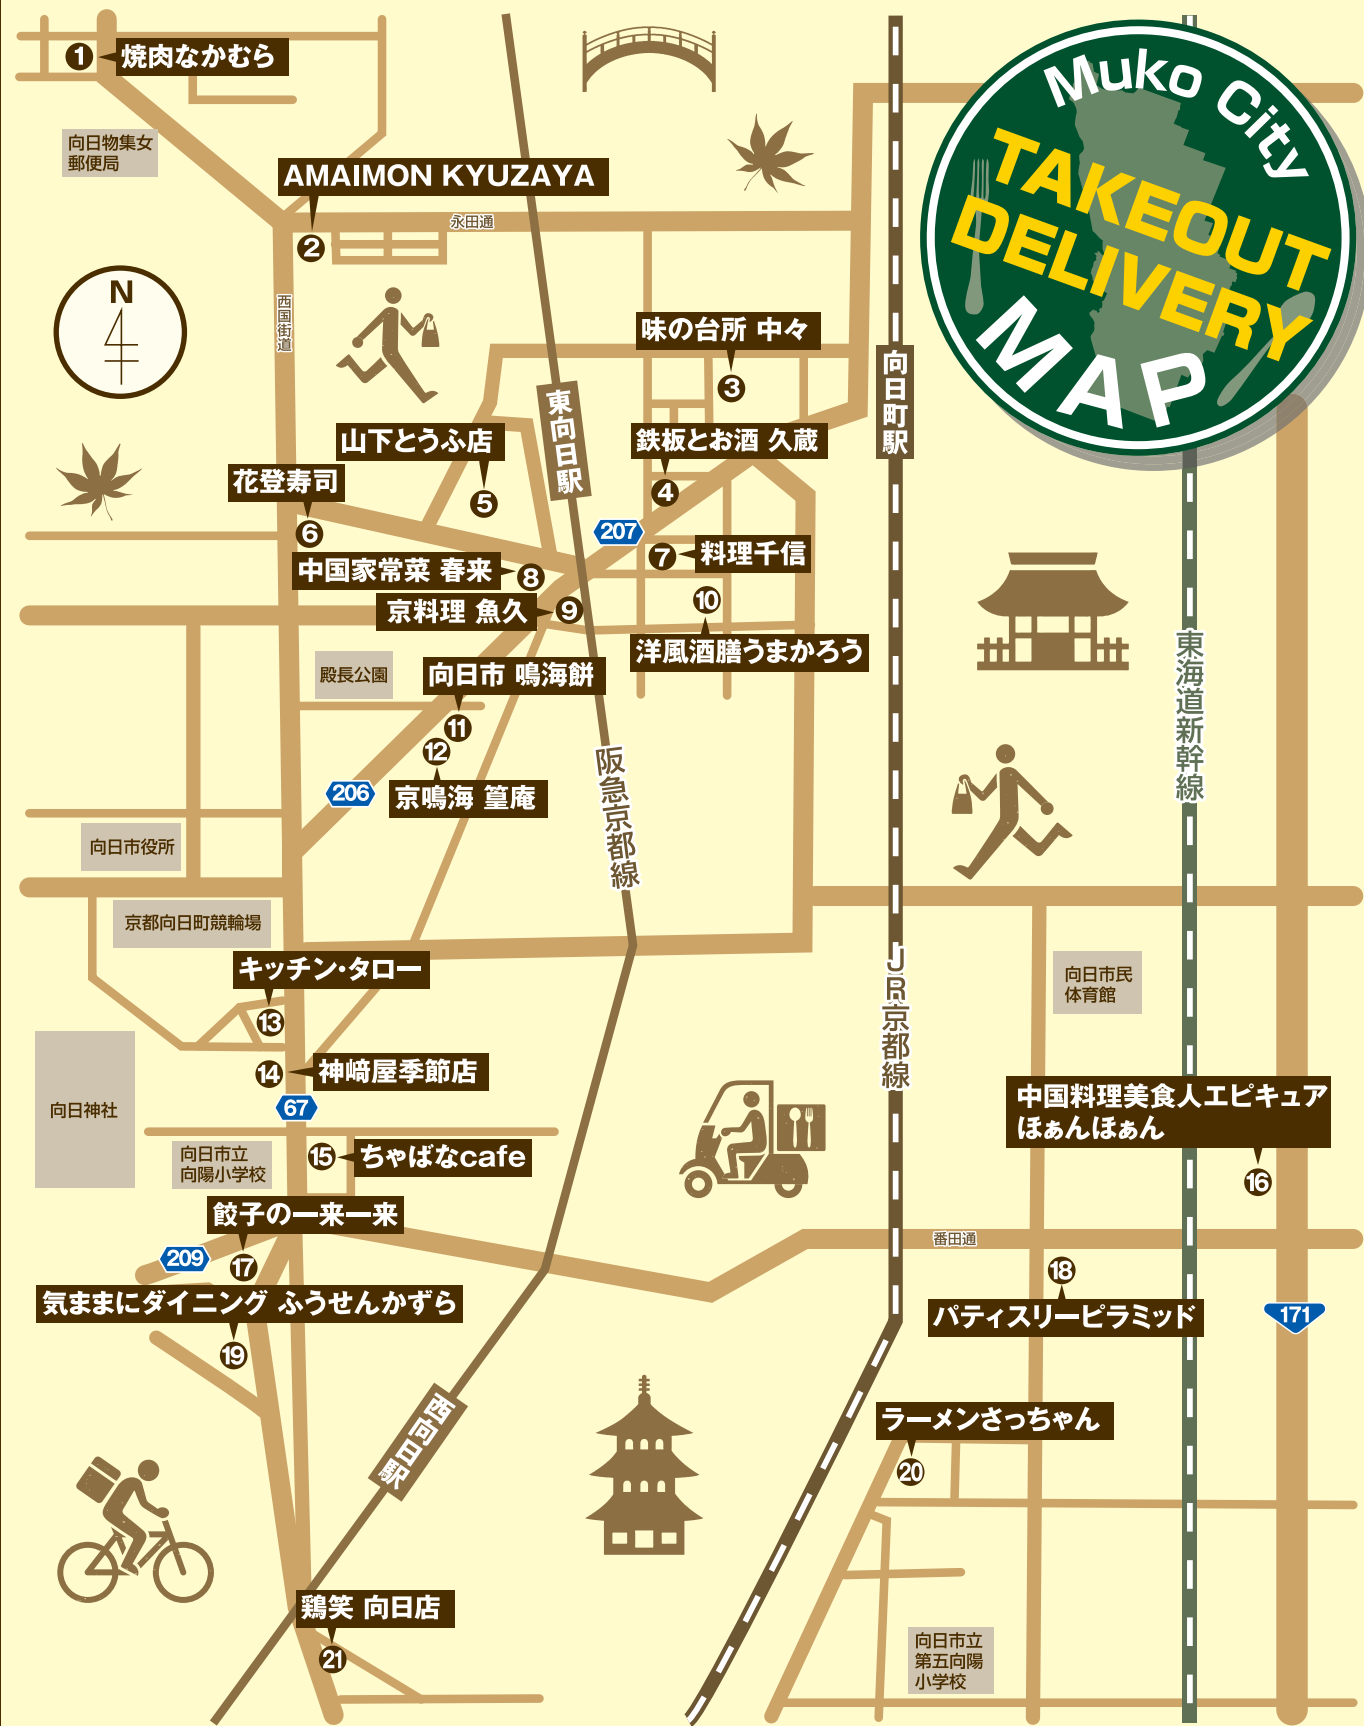 Muko City
TAKEOUT
DELIVERY
MAP
1
焼肉なかむら
向日物集女
郵便局
AMAIMON KYUZAYA
2
永田通
N
西国街道
味の台所 中々
3
向日町駅
東向日駅
山下とうふ店
5
鉄板とお酒 久蔵
4
花登寿司
6
207
7
料理千信
中国家常菜 春来
8
京料理 魚久
9
10
洋風酒膳うまかろう
殿長公園
向日市 鳴海餅
11
12
京鳴海 篁庵
206
阪急京都線
東海道新幹線
向日市役所
京都向日町競輪場
キッチン・タロー
13
JR京都線
向日市民
体育館
14
神﨑屋季節店
67
向日神社
向日市立
向陽小学校
15
ちゃばなcafe
中国料理美食人エピキュア
ほぁんほぁん
16
餃子の一来一来
17
209
番田通
気ままにダイニング ふうせんかずら
19
18
パティスリーピラミッド
171
西向日駅
ラーメンさっちゃん
20
鶏笑 向日店
21
向日市立
第五向陽
小学校